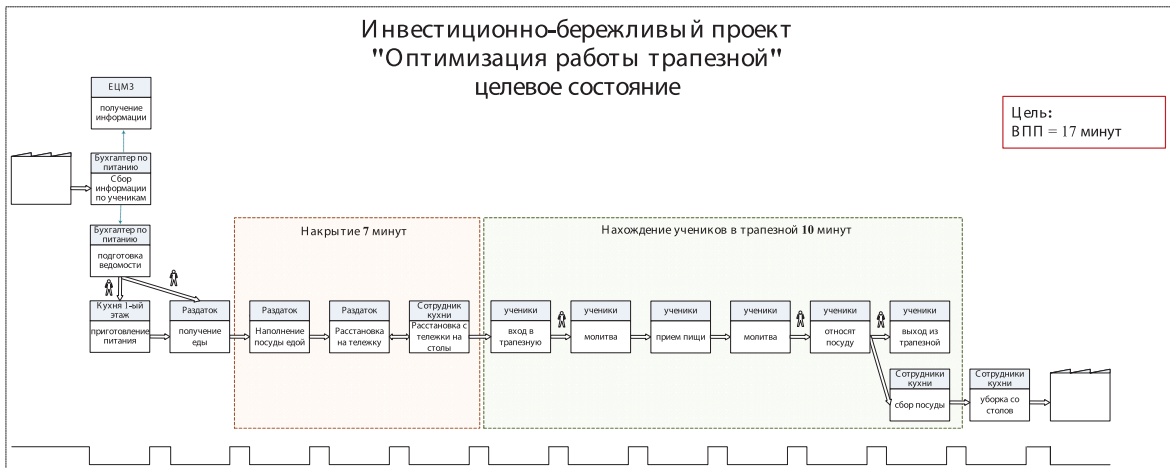 Инвестиционно-бережливый проект
"Оптимизация работы трапезной"
целевое состояние
Цель:
ВПП = 17 минут
ЕЦМЗ
получение
информации
Бухгалтер по
питанию
Сбор
информации
по ученикам
Бухгалтер по
питанию
подготовка
ведомости
Накрытие 7 минут
Нахождение учеников в трапезной 10 минут
Кухня 1-ый
этаж
приготовление
питания
Раздаток
получение
еды
Раздаток
Наполнение
посуды едой
Раздаток
Расстановка
на тележку
Сотрудник
кухни
Расстановка с
тележки на
столы
ученики
вход в
трапезную
ученики
молитва
ученики
прием пищи
ученики
молитва
ученики
относят
посуду
ученики
выход из
трапезной
Сотрудники
кухни
сбор посуды
Сотрудники
кухни
уборка со
столов